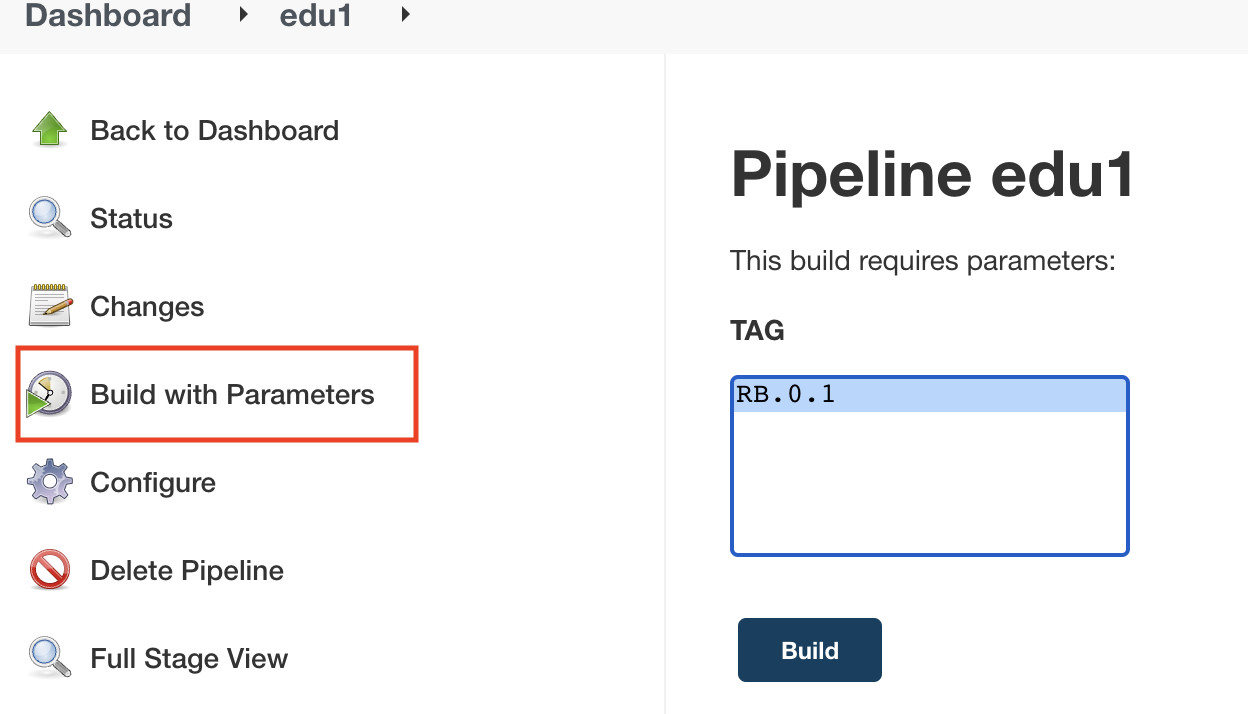 Dashboard edu1
Back to Dashboard
Status
Changes
Build with Parameters
Configure
Delete Pipeline
Full Stage View
Pipeline edu1
This build requires parameters:
TAG
RB.0.1
Build